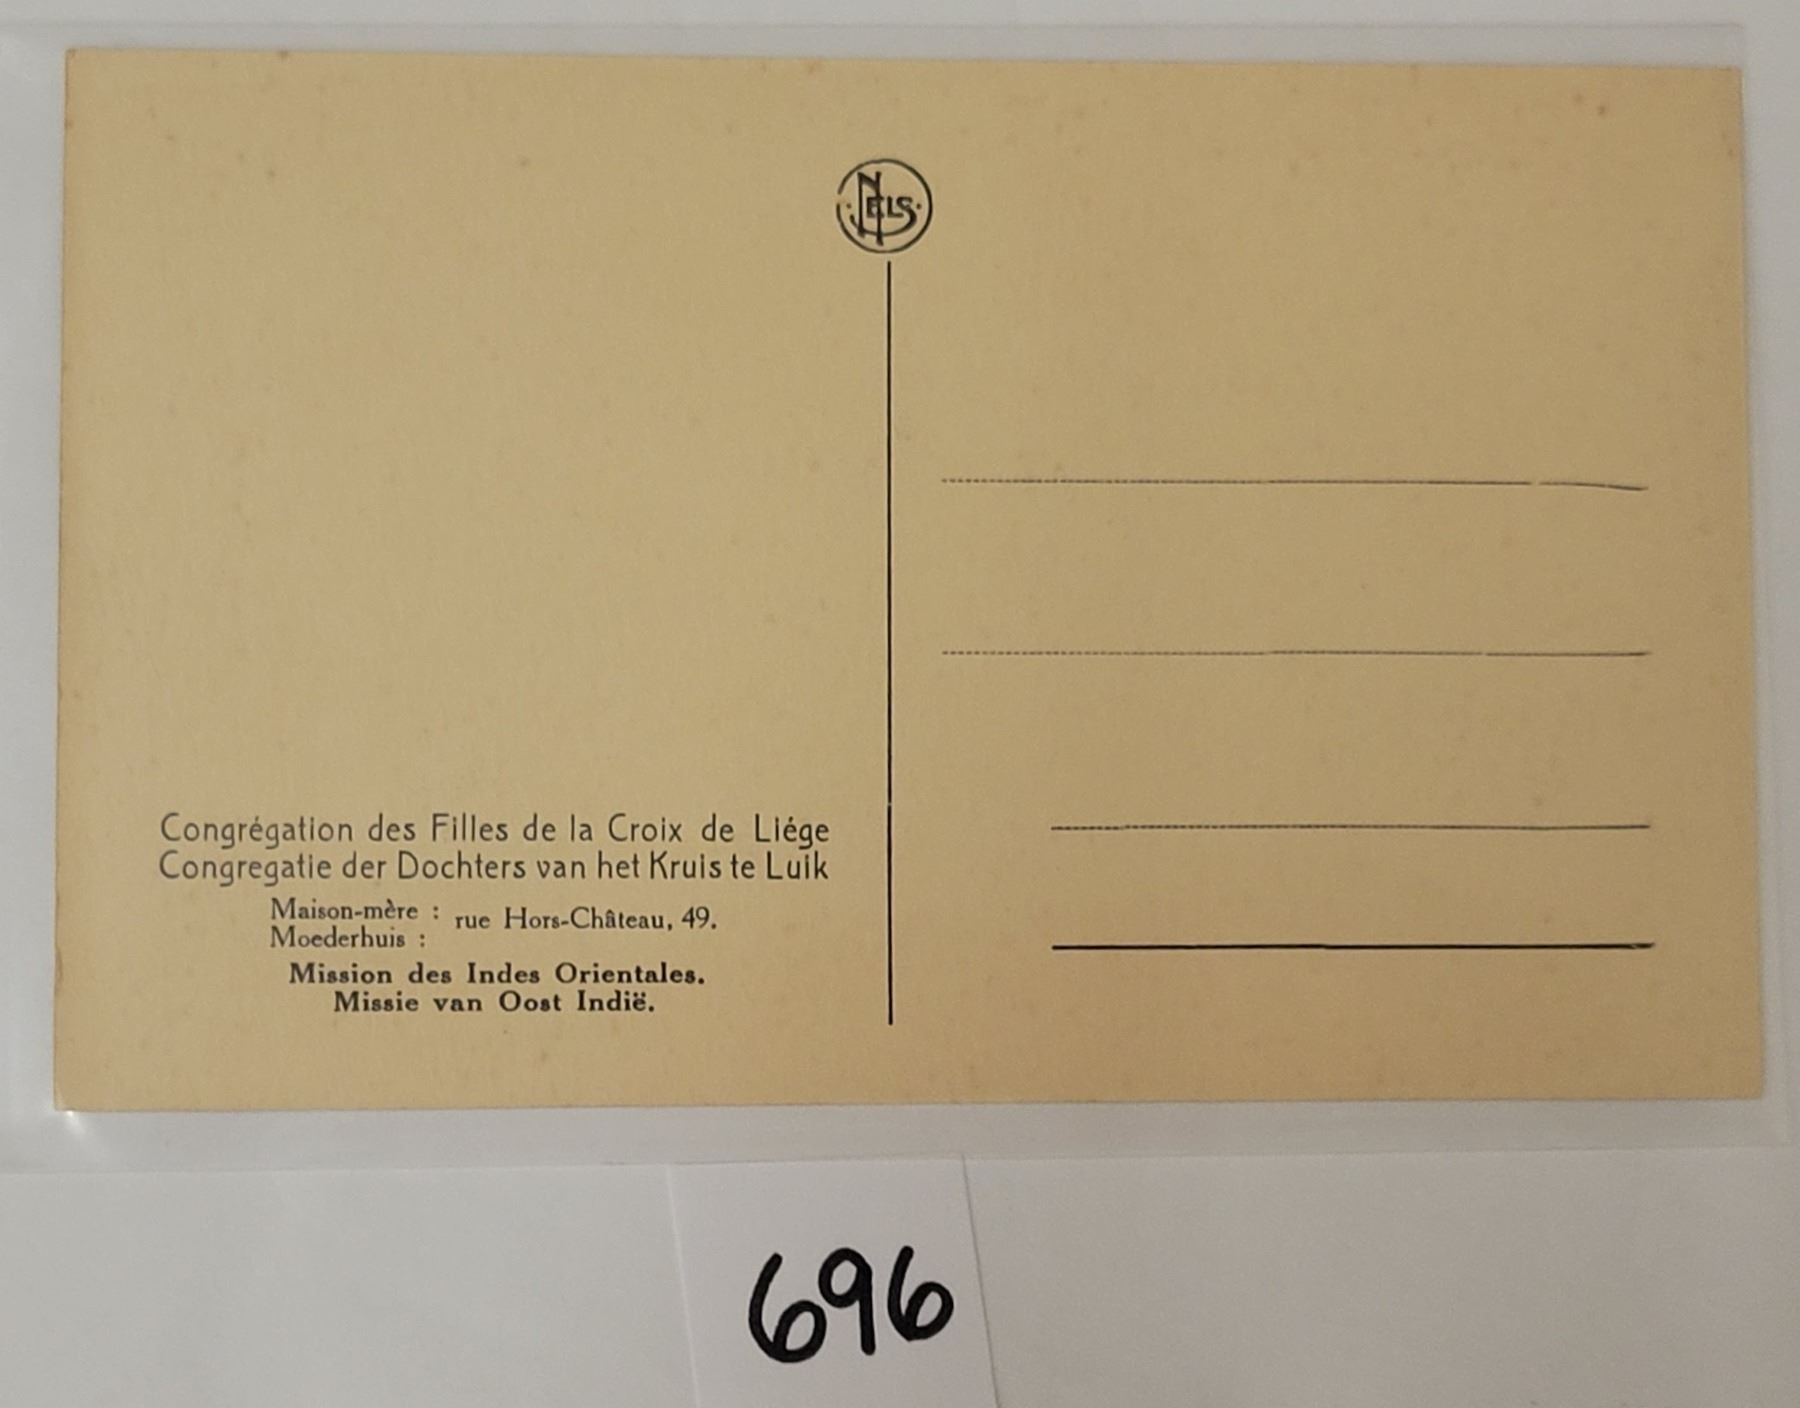 NELS
Congrégation des Filles de la Croix de Liége
Congregatie der Dochters van het Kruis te Luik
Maison-mère : rue Hors-Château, 49.
Moederhuis :
Mission des Indes Orientales.
Missie van Oost Indië.
696